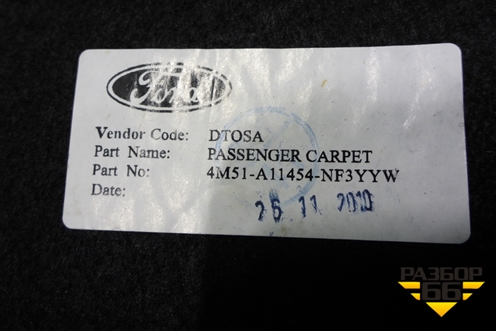 Ford
Vendor Code: DTOSA
Part Name: PASSENGER CARPET
Part No: 4M51-A11454-NF3YYW
Date: 26 11 2010
РАЗБОР
66